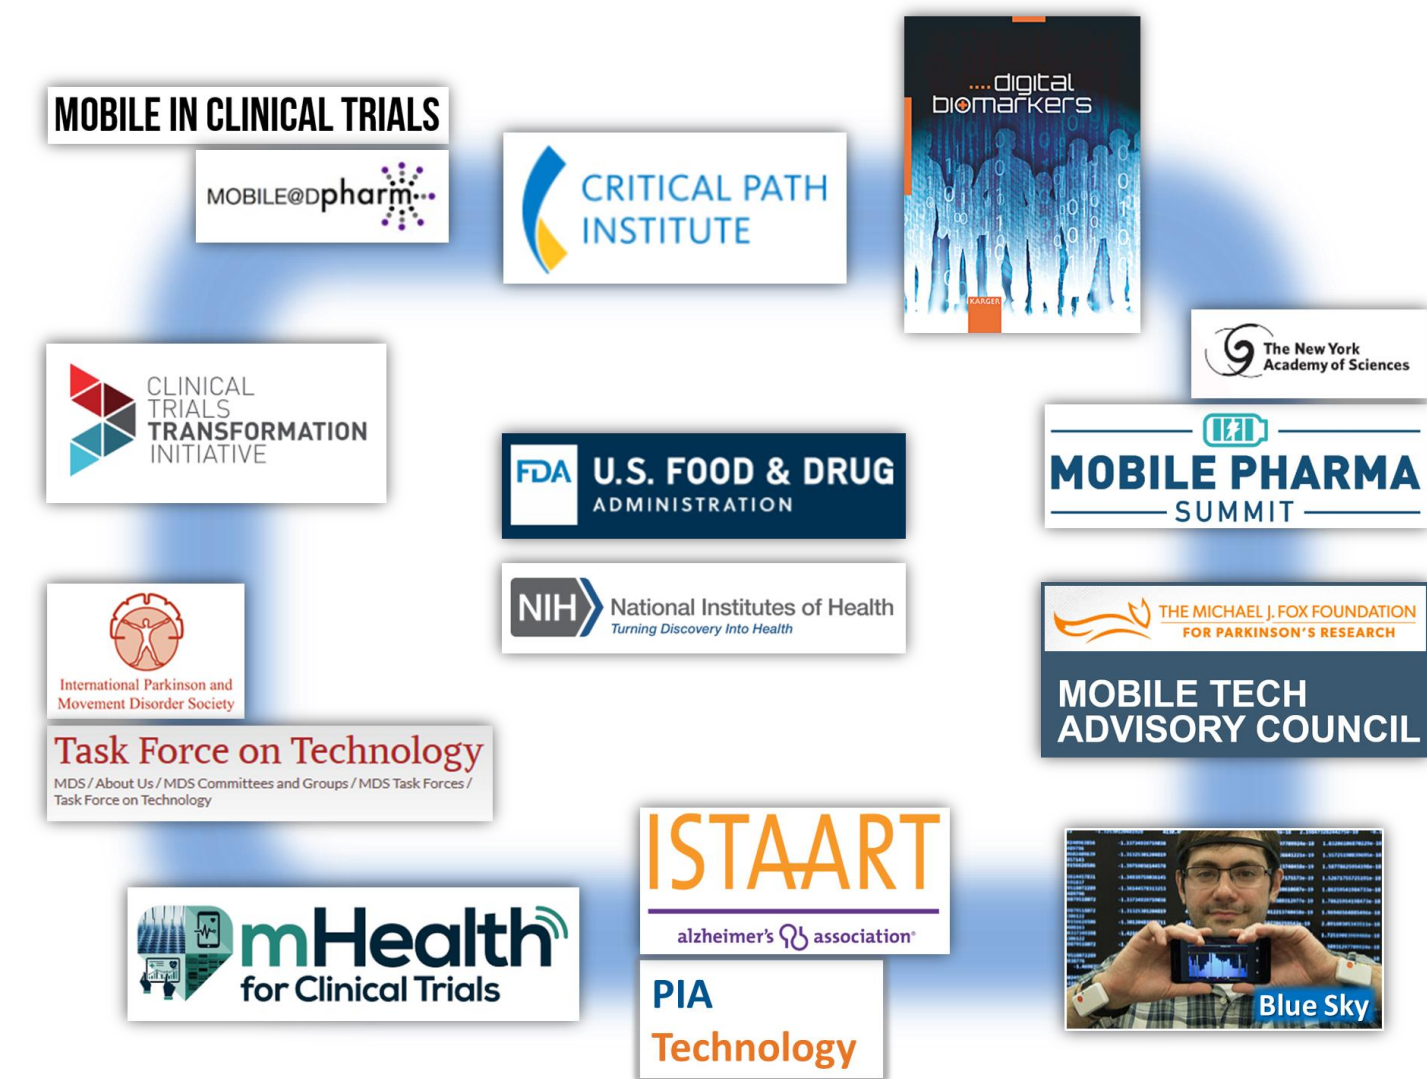 MOBILE IN CLINICAL TRIALS
MOBILE@Dpharm
CRITICAL PATH
INSTITUTE
....digital
biomarkers
KARGER
The New York
Academy of Sciences
CLINICAL
TRIALS
TRANSFORMATION
INITIATIVE
FDA
U.S. FOOD & DRUG
ADMINISTRATION
MOBILE PHARMA
SUMMIT
NIH
National Institutes of Health
Turning Discovery Into Health
THE MICHAEL J. FOX FOUNDATION
FOR PARKINSON'S RESEARCH
MOBILE TECH
ADVISORY COUNCIL
International Parkinson and
Movement Disorder Society
Task Force on Technology
MDS / About Us / MDS Committees and Groups / MDS Task Forces /
Task Force on Technology
ISTAART
alzheimer's association®
PIA
Technology
mHealth
for Clinical Trials
Blue Sky